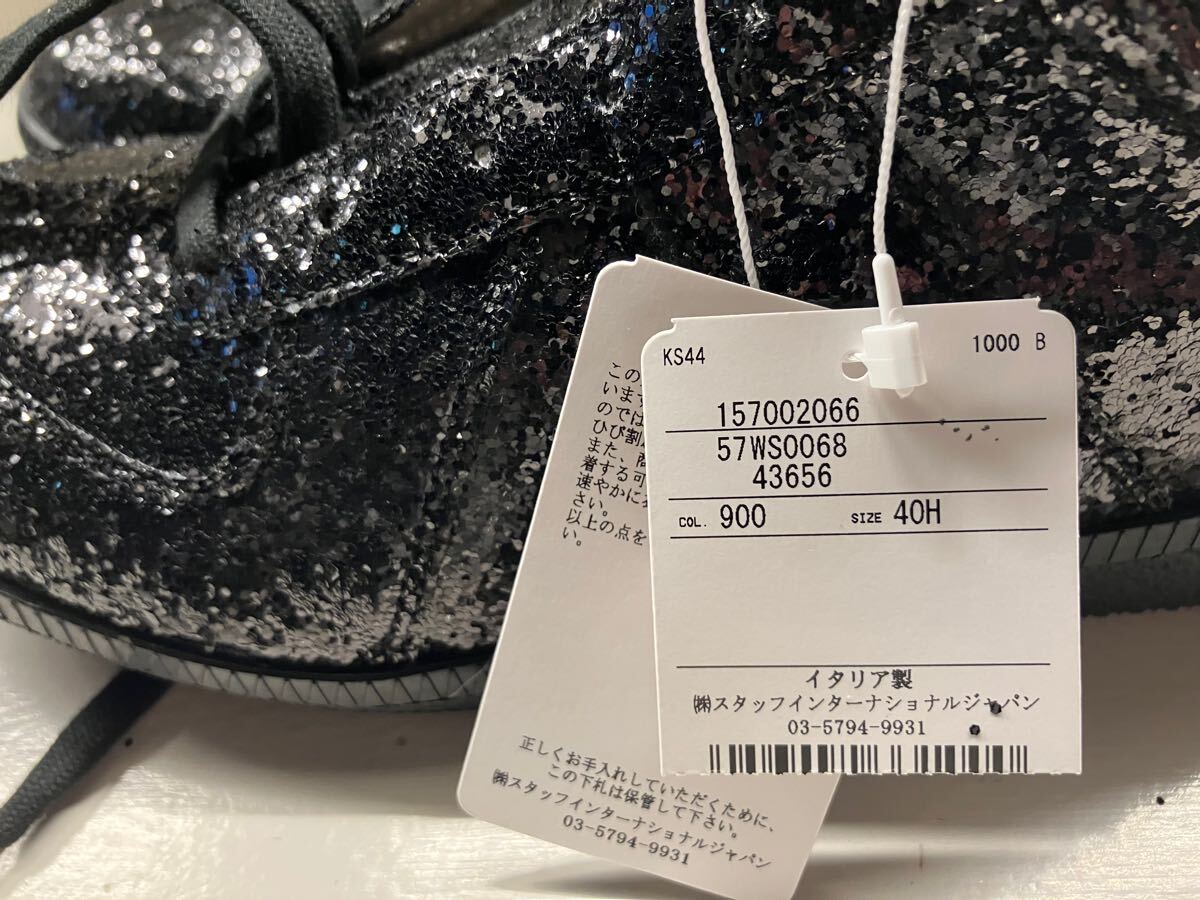 KS44 1000 B
157002066
57WS0068
43656
COL. 900 SIZE 40H
イタリア製
㈱スタッフインターナショナルジャパン
03-5794-9931
この
います
のでは
ひび割
また、商
着する可
速やかに
さい。
以上の点を
い。
正しくお手入れしていただくために、
この下札は保管して下さい。
㈱スタッフインターナショナルジャパン
03-5794-9931